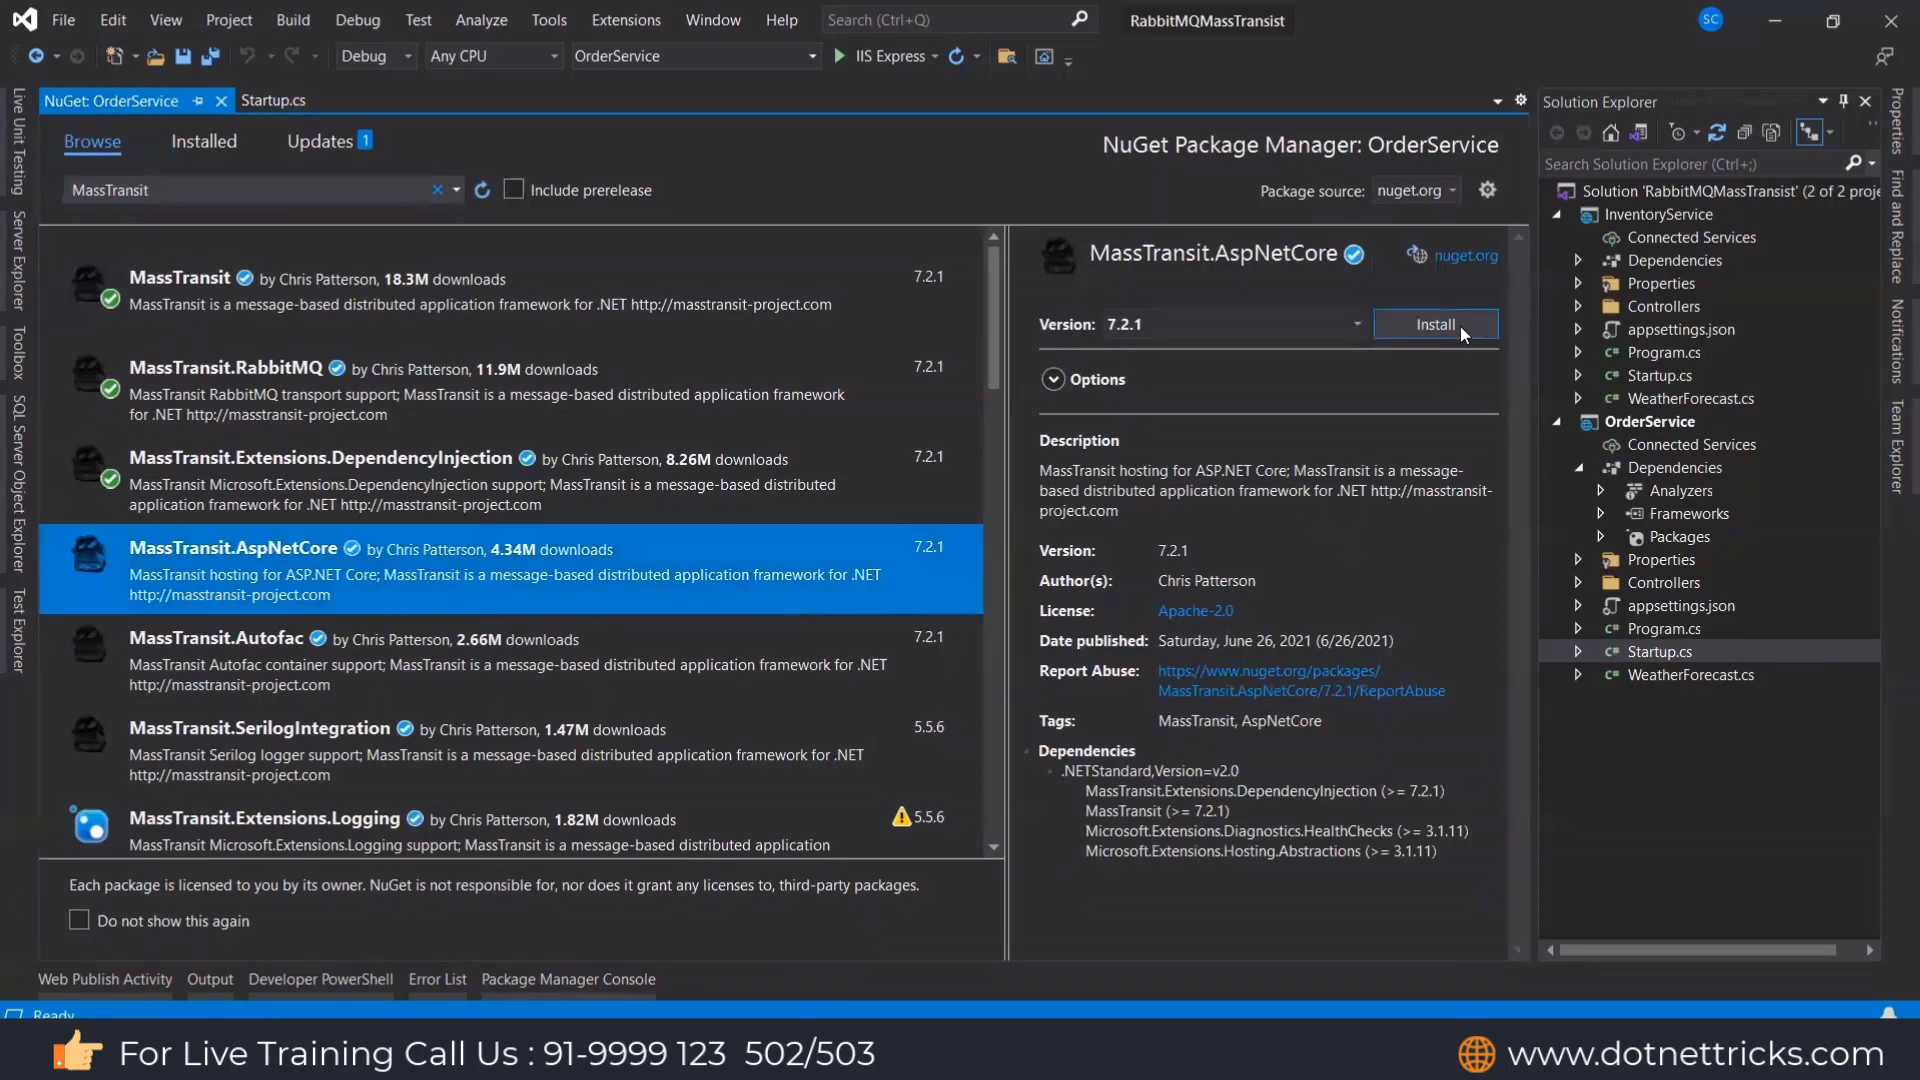 File Edit View Project Build Debug Test Analyze Tools Extensions Window Help Search (Ctrl+Q) RabbitMQMassTransist SC
Debug Any CPU OrderService IIS Express
NuGet: OrderService Startup.cs
Browse Installed Updates 1
NuGet Package Manager: OrderService
MassTransit Include prerelease
Package source: nuget.org
MassTransit by Chris Patterson, 18.3M downloads 7.2.1
MassTransit is a message-based distributed application framework for .NET http://masstransit-project.com
MassTransit.RabbitMQ by Chris Patterson, 11.9M downloads 7.2.1
MassTransit RabbitMQ transport support; MassTransit is a message-based distributed application framework
for .NET http://masstransit-project.com
MassTransit.Extensions.DependencyInjection by Chris Patterson, 8.26M downloads 7.2.1
MassTransit Microsoft.Extensions.DependencyInjection support; MassTransit is a message-based distributed
application framework for .NET http://masstransit-project.com
MassTransit.AspNetCore by Chris Patterson, 4.34M downloads 7.2.1
MassTransit hosting for ASP.NET Core; MassTransit is a message-based distributed application framework for .NET
http://masstransit-project.com
MassTransit.Autofac by Chris Patterson, 2.66M downloads 7.2.1
MassTransit Autofac container support; MassTransit is a message-based distributed application framework for .NET
http://masstransit-project.com
MassTransit.SerilogIntegration by Chris Patterson, 1.47M downloads 5.5.6
MassTransit Serilog logger support; MassTransit is a message-based distributed application framework for .NET
http://masstransit-project.com
MassTransit.Extensions.Logging by Chris Patterson, 1.82M downloads 5.5.6
MassTransit Microsoft.Extensions.Logging support; MassTransit is a message-based distributed application
Each package is licensed to you by its owner. NuGet is not responsible for, nor does it grant any licenses to, third-party packages.
Do not show this again
MassTransit.AspNetCore nuget.org
Version: 7.2.1 Install
Options
Description
MassTransit hosting for ASP.NET Core; MassTransit is a message-
based distributed application framework for .NET http://masstransit-
project.com
Version: 7.2.1
Author(s): Chris Patterson
License: Apache-2.0
Date published: Saturday, June 26, 2021 (6/26/2021)
Report Abuse: https://www.nuget.org/packages/
MassTransit.AspNetCore/7.2.1/ReportAbuse
Tags: MassTransit, AspNetCore
Dependencies
.NETStandard,Version=v2.0
MassTransit.Extensions.DependencyInjection (>= 7.2.1)
MassTransit (>= 7.2.1)
Microsoft.Extensions.Diagnostics.HealthChecks (>= 3.1.11)
Microsoft.Extensions.Hosting.Abstractions (>= 3.1.11)
Solution Explorer
Search Solution Explorer (Ctrl+;)
Solution 'RabbitMQMassTransist' (2 of 2 proje
InventoryService
Connected Services
Dependencies
Properties
Controllers
appsettings.json
Program.cs
Startup.cs
WeatherForecast.cs
OrderService
Connected Services
Dependencies
Analyzers
Frameworks
Packages
Properties
Controllers
appsettings.json
Program.cs
Startup.cs
WeatherForecast.cs
Live Unit Testing
Server Explorer
Toolbox
SQL Server Object Explorer
Test Explorer
Properties
Find and Replace
Notifications
Team Explorer
Web Publish Activity Output Developer PowerShell Error List Package Manager Console
Ready
For Live Training Call Us : 91-9999 123 502/503
www.dotnettricks.com